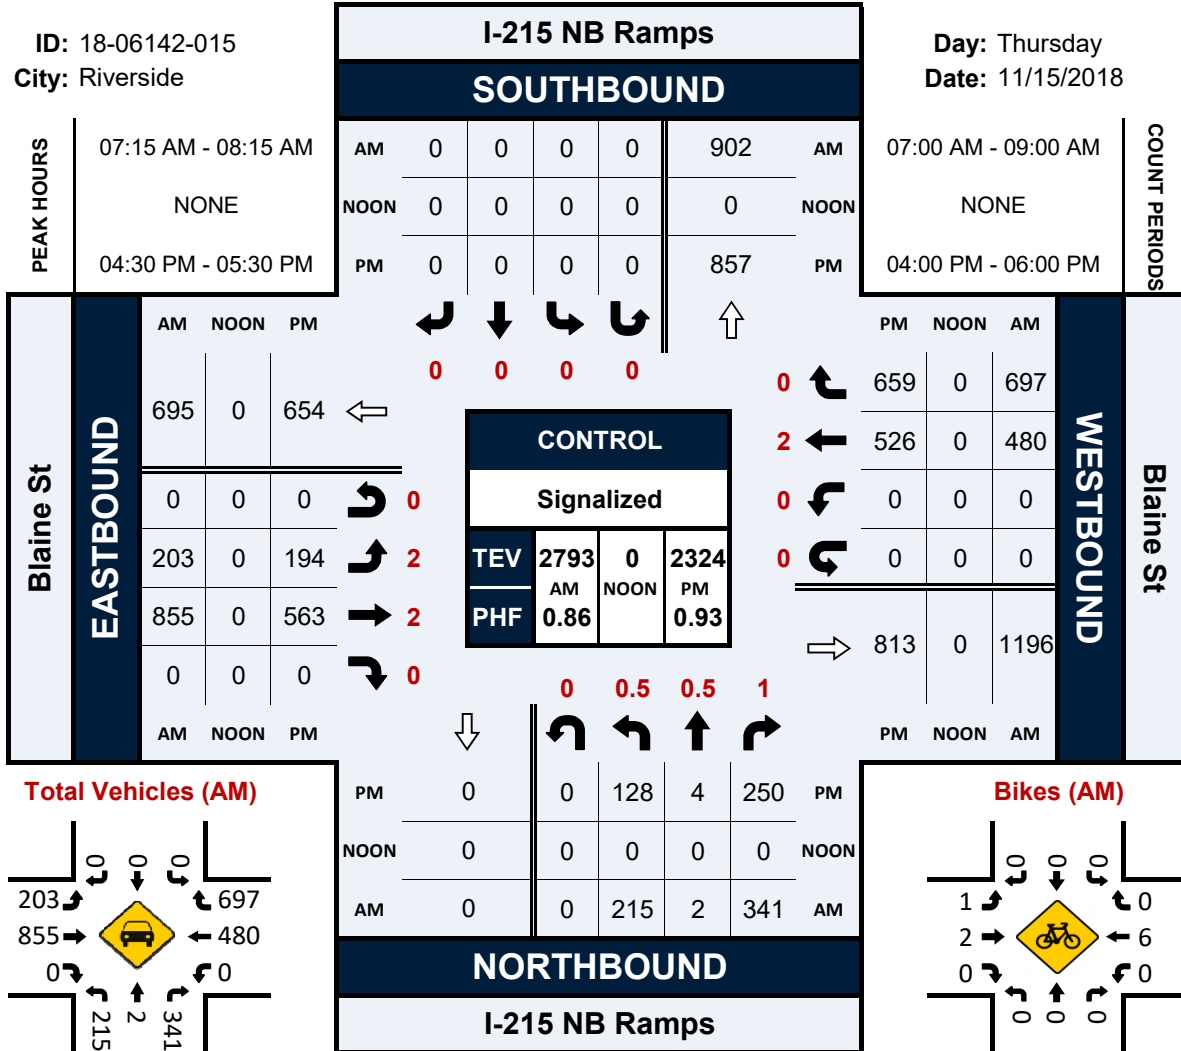 I-215 NB Ramps
ID: 18-06142-015
Day: Thursday
City: Riverside
SOUTHBOUND
Date: 11/15/2018
PEAK HOURS
07:15 AM - 08:15 AM
AM 0 0 0 0 902 AM
07:00 AM - 09:00 AM
COUNT PERIODS
NONE
NOON 0 0 0 0 0 NOON
NONE
04:30 PM - 05:30 PM
PM 0 0 0 0 857 PM
04:00 PM - 06:00 PM
AM NOON PM
PM NOON AM
0 0 0 0
Blaine St
EASTBOUND
695 0 654
0 0 0 0
203 0 194 2
855 0 563 2
0 0 0 0
AM NOON PM
CONTROL
Signalized
TEV 2793 0 2324
AM NOON PM
PHF 0.86 0.93
0 659 0 697
2 526 0 480
0 0 0 0
0 0 0 0
813 0 1196
PM NOON AM
WESTBOUND
Blaine St
0 0.5 0.5 1
PM 0 0 128 4 250 PM
NOON 0 0 0 0 0 NOON
AM 0 0 215 2 341 AM
NORTHBOUND
I-215 NB Ramps
Total Vehicles (AM)
0 0 0
203 697
855 480
0 0
215 2 341
Bikes (AM)
0 0 0
1 0
2 6
0 0
0 0 0